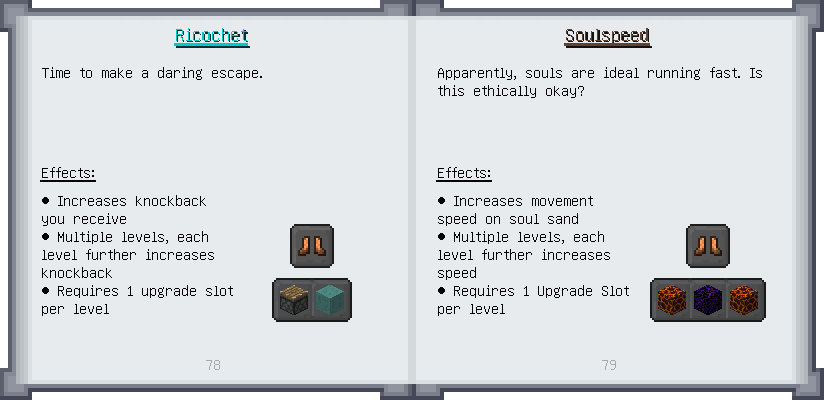 Ricochet
Time to make a daring escape.
Effects:
● Increases knockback
you receive
● Multiple levels, each
level further increases
knockback
● Requires 1 upgrade slot
per level
78
Soulspeed
Apparently, souls are ideal running fast. Is
this ethically okay?
Effects:
● Increases movement
speed on soul sand
● Multiple levels, each
level further increases
speed
● Requires 1 Upgrade Slot
per level
79